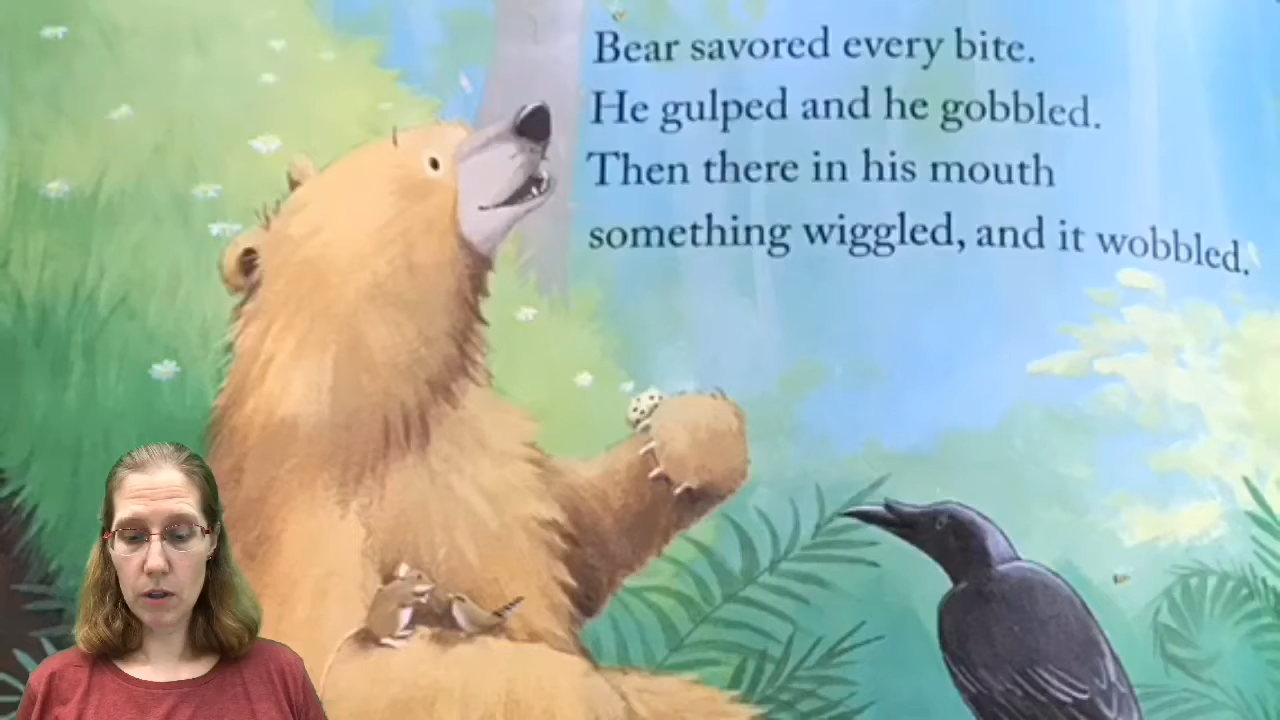 Bear savored every bite.
He gulped and he gobbled.
Then there in his mouth
something wiggled, and it wobbled.